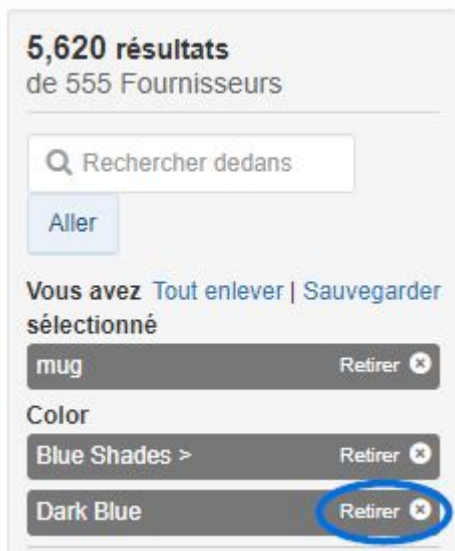 5,620 résultats
de 555 Fournisseurs
Rechercher dedans
Aller
Vous avez Tout enlever | Sauvegarder
sélectionné
mug Retirer
Color
Blue Shades > Retirer
Dark Blue Retirer